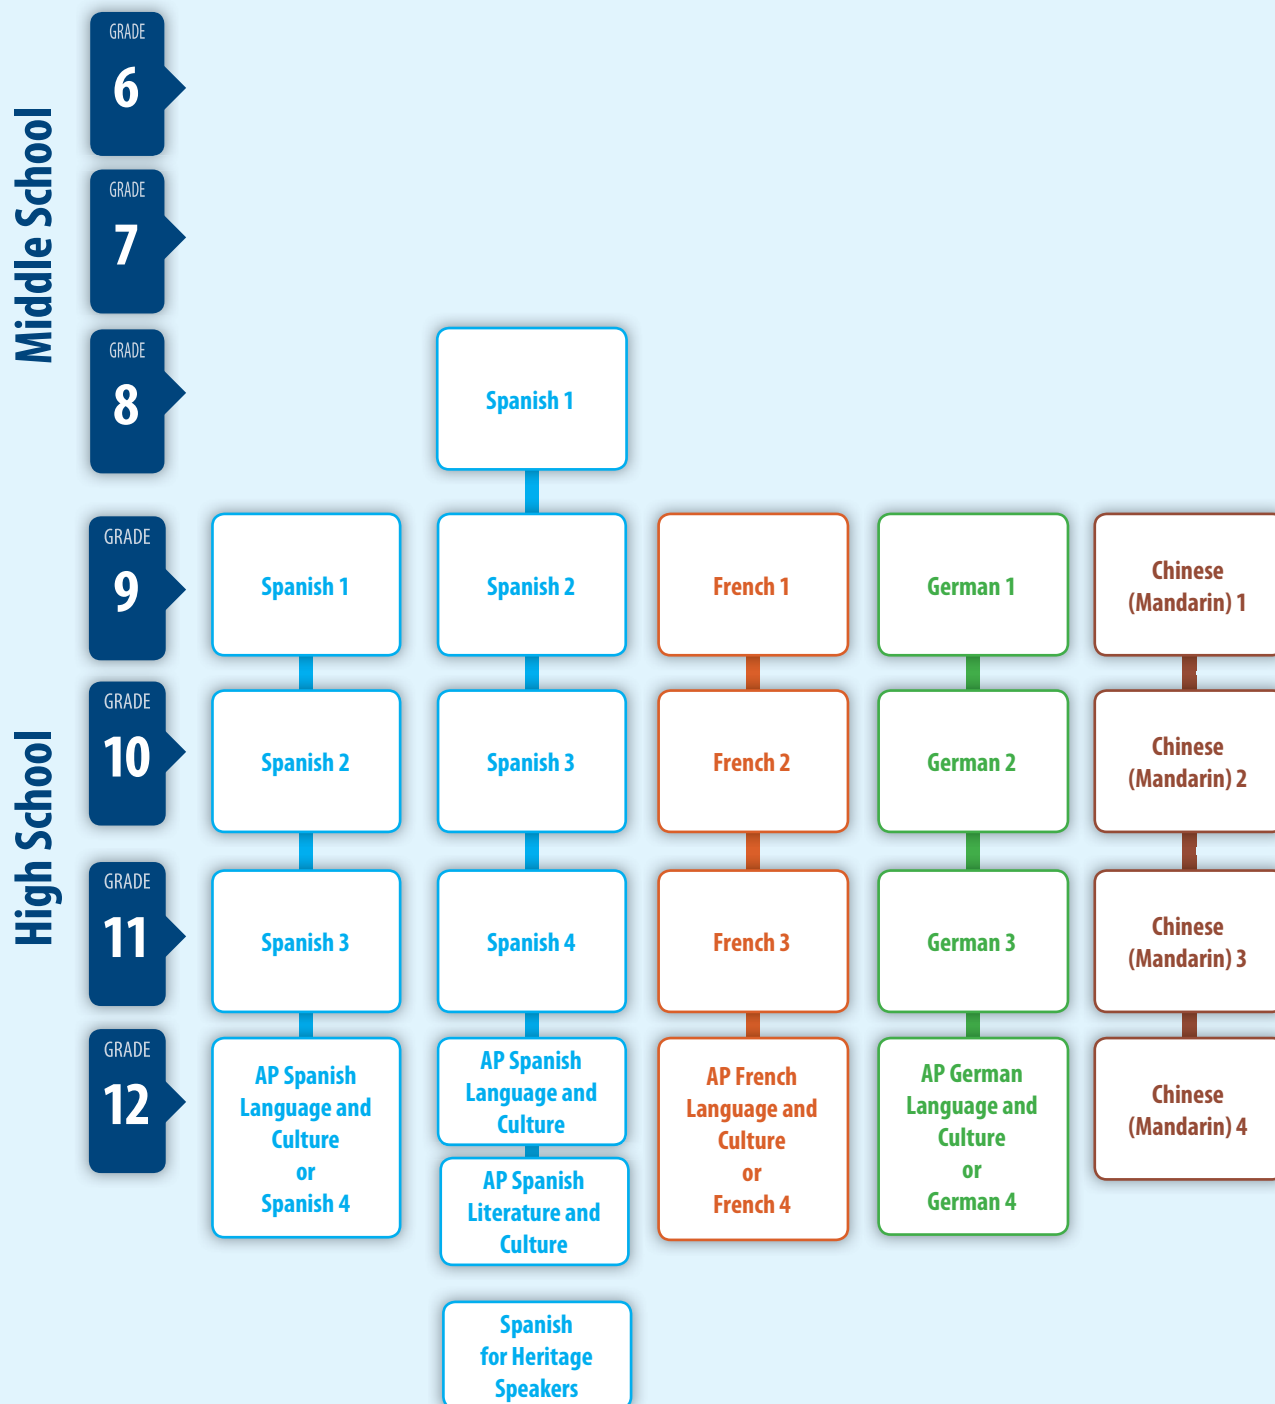 Middle School
GRADE
6
GRADE
7
GRADE
8
Spanish 1
High School
GRADE
9
Spanish 1
Spanish 2
French 1
German 1
Chinese
(Mandarin) 1
GRADE
10
Spanish 2
Spanish 3
French 2
German 2
Chinese
(Mandarin) 2
GRADE
11
Spanish 3
Spanish 4
French 3
German 3
Chinese
(Mandarin) 3
GRADE
12
AP Spanish
Language and
Culture
or
Spanish 4
AP Spanish
Language and
Culture
AP Spanish
Literature and
Culture
AP French
Language and
Culture
or
French 4
AP German
Language and
Culture
or
German 4
Chinese
(Mandarin) 4
Spanish
for Heritage
Speakers